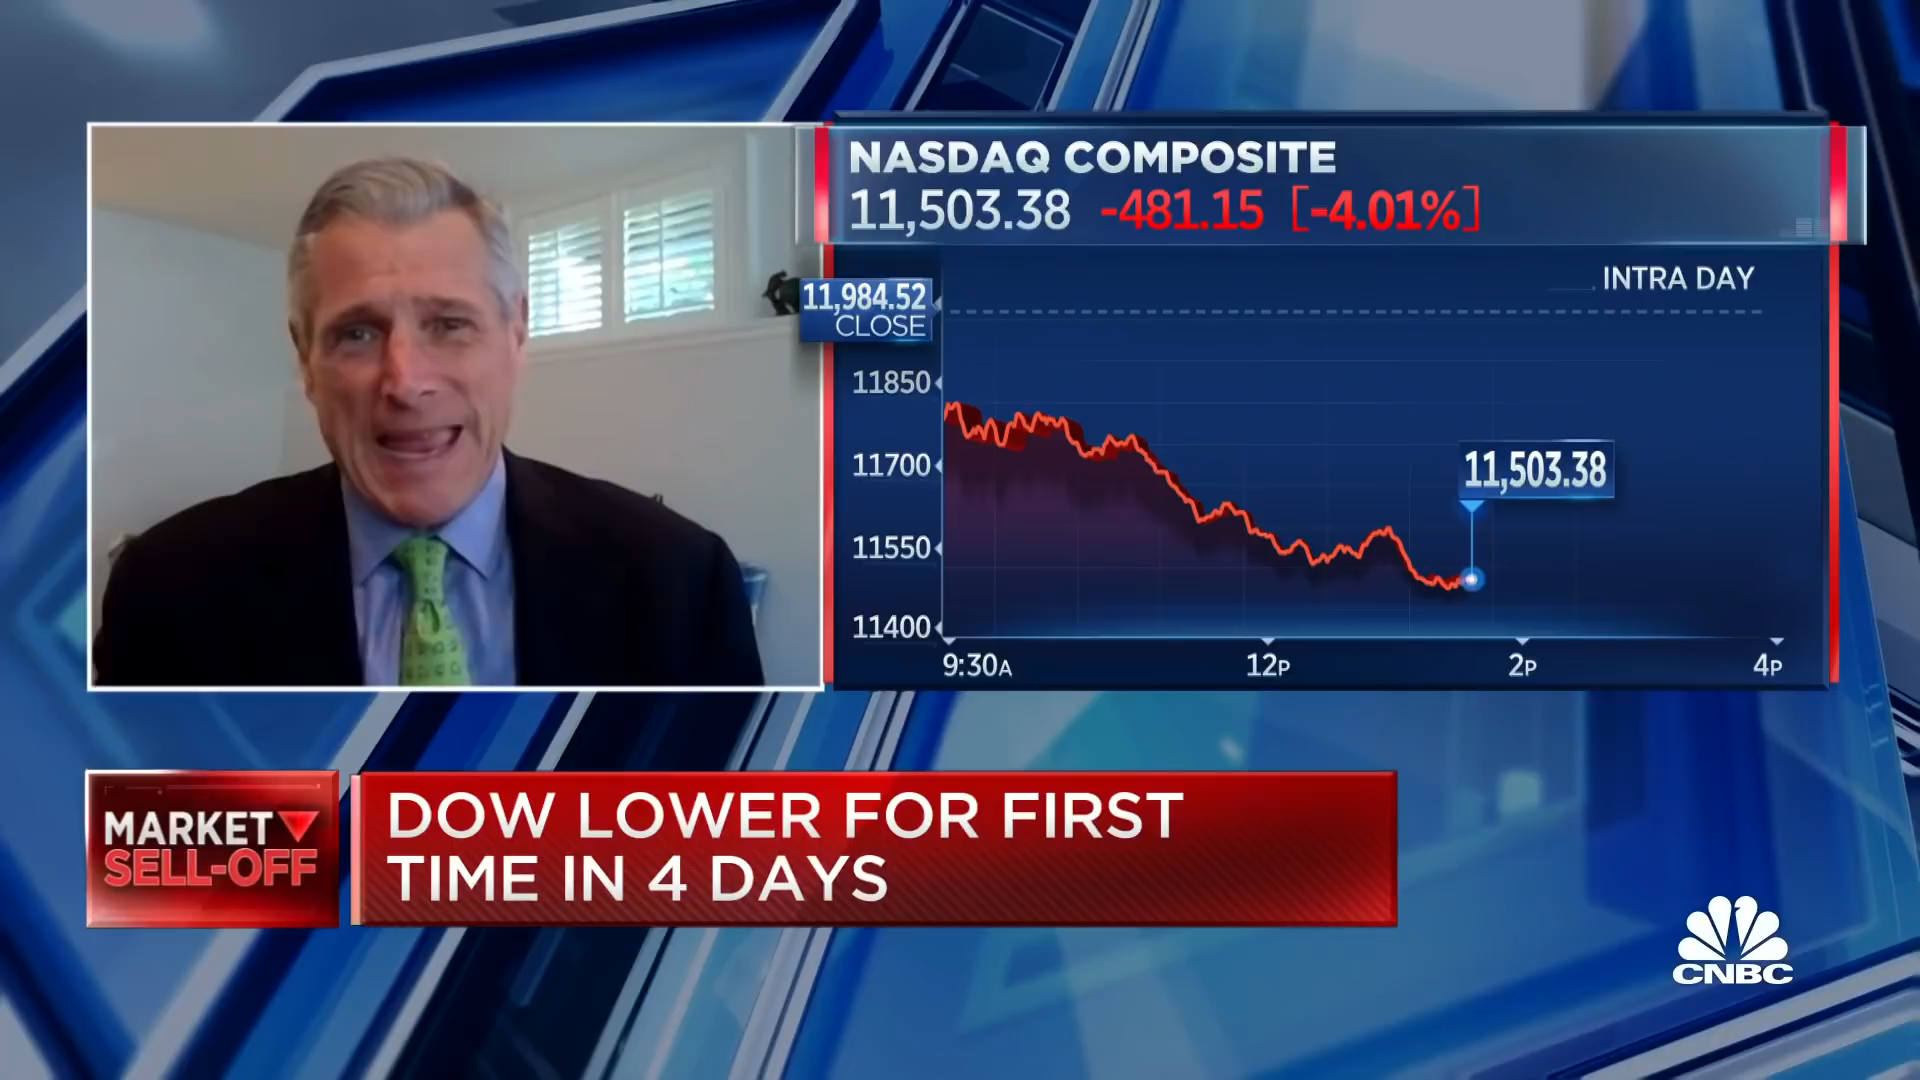 NASDAQ COMPOSITE
11,503.38 -481.15 [-4.01%]
INTRA DAY
11,984.52
CLOSE
11850
11700
11,503.38
11550
11400
9:30A 12P 2P 4P
MARKET
SELL-OFF
DOW LOWER FOR FIRST
TIME IN 4 DAYS
CNBC